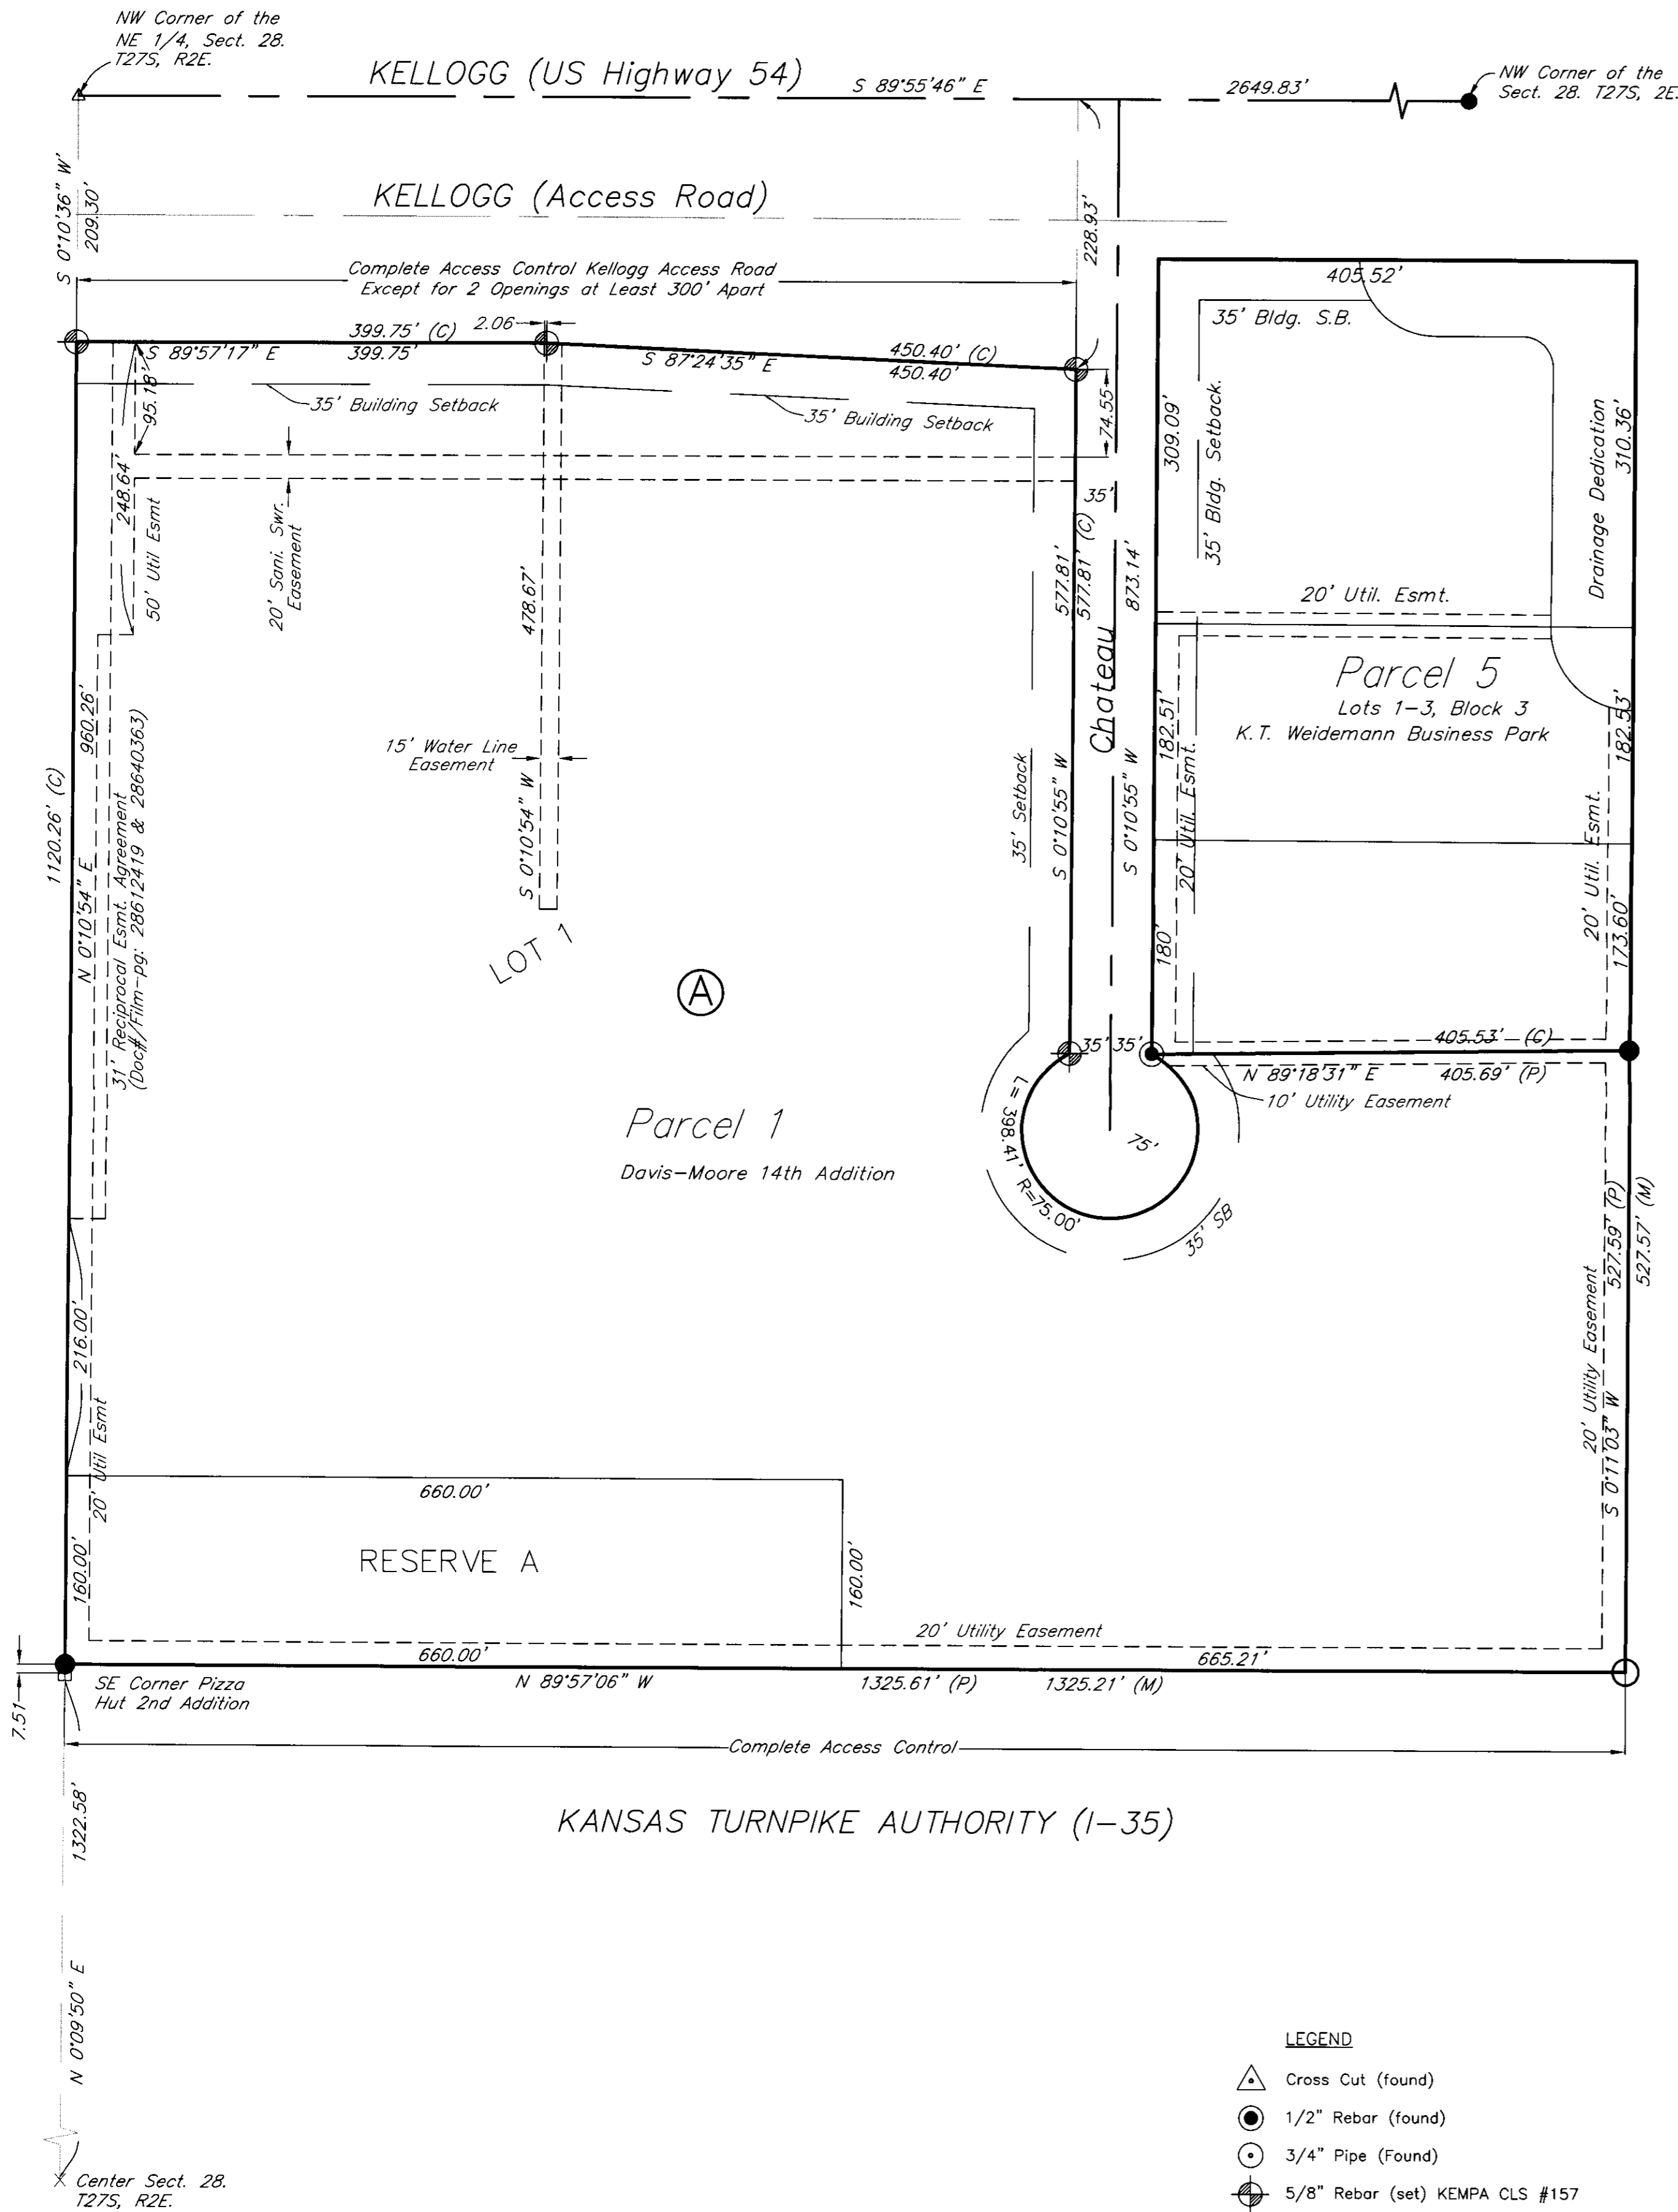 NW Corner of the
NE 1/4, Sect. 28.
T27S, R2E.
KELLOGG (US Highway 54)
S 89°55'46" E
2649.83'
NW Corner of the
Sect. 28. T27S, 2E.
S 0°10'36" W'
209.30'
KELLOGG (Access Road)
228.93'
Complete Access Control Kellogg Access Road
Except for 2 Openings at Least 300' Apart
405.52'
35' Bldg. S.B.
399.75' (C)
2.06
S 89°57'17" E
399.75'
S 87°24'35" E
450.40' (C)
450.40'
95.18'
35' Building Setback
35' Building Setback
74.55
309.09'
35' Bldg. Setback.
Drainage Dedication
310.36'
248.64'
50' Util Esmt
20' Sani. Swr.
Easement
478.67'
35'
577.81'
577.81' (C)
873.14'
20' Util. Esmt.
Chateau
Parcel 5
Lots 1-3, Block 3
K.T. Weidemann Business Park
182.51'
182.53'
960.26'
1120.26' (C)
N 0°10'54" E
31' Reciprocal Esmt. Agreement
(Doc#/Film-pg: 28612419 & 28640363)
15' Water Line
Easement
S 0°10'54" W
35' Setback
S 0°10'55" W
S 0°10'55" W
20' Util. Esmt.
20' Util. Esmt.
180'
173.60'
LOT 1
A
35'
35'
405.53' (C)
N 89°18'31" E
405.69' (P)
10' Utility Easement
L= 398.41'
R=75.00'
75'
35' SB
Parcel 1
Davis-Moore 14th Addition
527.59' (P)
527.57' (M)
20' Utility Easement
S 0°11'03" W
216.00'
20' Util Esmt
660.00'
RESERVE A
160.00'
160.00'
20' Utility Easement
660.00'
665.21'
7.51
SE Corner Pizza
Hut 2nd Addition
N 89°57'06" W
1325.61' (P)
1325.21' (M)
Complete Access Control
1322.58'
KANSAS TURNPIKE AUTHORITY (I-35)
N 0°09'50" E
Center Sect. 28.
T27S, R2E.
LEGEND
Cross Cut (found)
1/2" Rebar (found)
3/4" Pipe (Found)
5/8" Rebar (set) KEMPA CLS #157